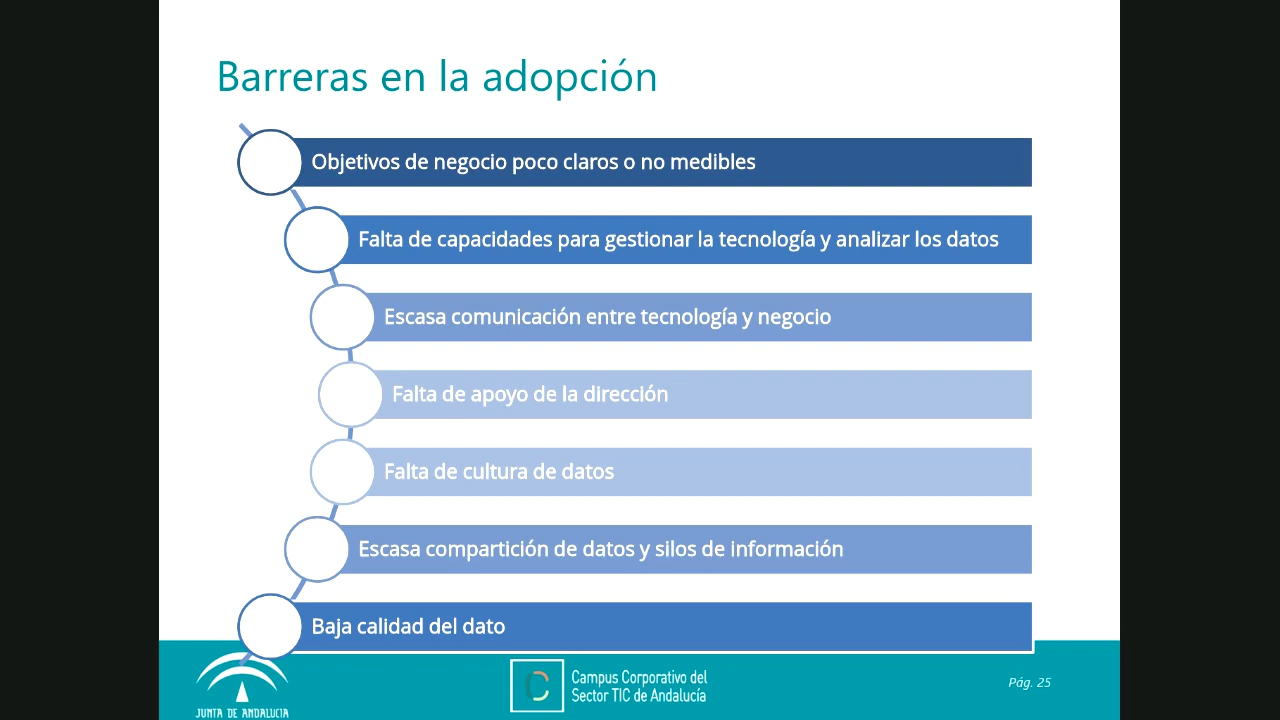 Barreras en la adopción
Objetivos de negocio poco claros o no medibles
Falta de capacidades para gestionar la tecnología y analizar los datos
Escasa comunicación entre tecnología y negocio
Falta de apoyo de la dirección
Falta de cultura de datos
Escasa compartición de datos y silos de información
Baja calidad del dato
JUNTA DE ANDALUCIA
C
Campus Corporativo del
Sector TIC de Andalucía
Pág. 25